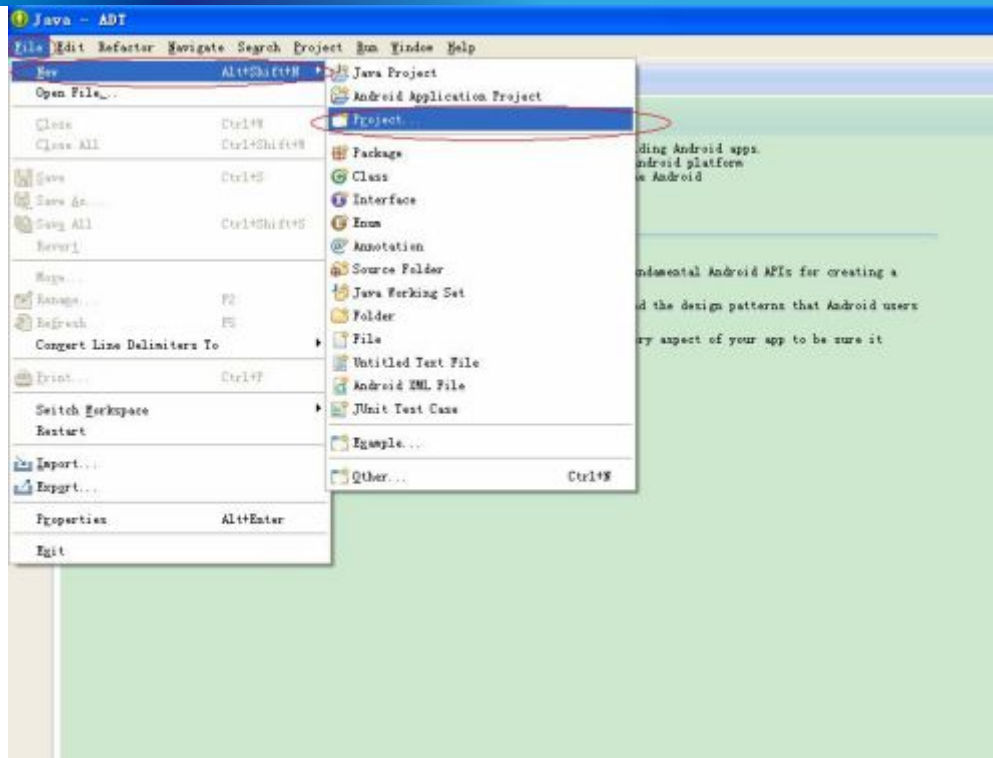 Java - ADT
File Edit Refactor Navigate Search Project Run Window Help
New Alt+Shift+N
Open File...
Close Ctrl+W
Close All Ctrl+Shift+W
Save Ctrl+S
Save As...
Save All Ctrl+Shift+S
Revert
Move...
Rename... F2
Refresh F5
Convert Line Delimiters To
Print... Ctrl+P
Switch Workspace
Restart
Import...
Export...
Properties Alt+Enter
Exit
Java Project
Android Application Project
Project...
Package
Class
Interface
Enum
Annotation
Source Folder
Java Working Set
Folder
File
Untitled Text File
Android XML File
JUnit Test Case
Example...
Other... Ctrl+N
ding Android apps.
ndroid platform
Android
ndamental Android APIs for creating a
d the design patterns that Android users
ry aspect of your app to be sure it